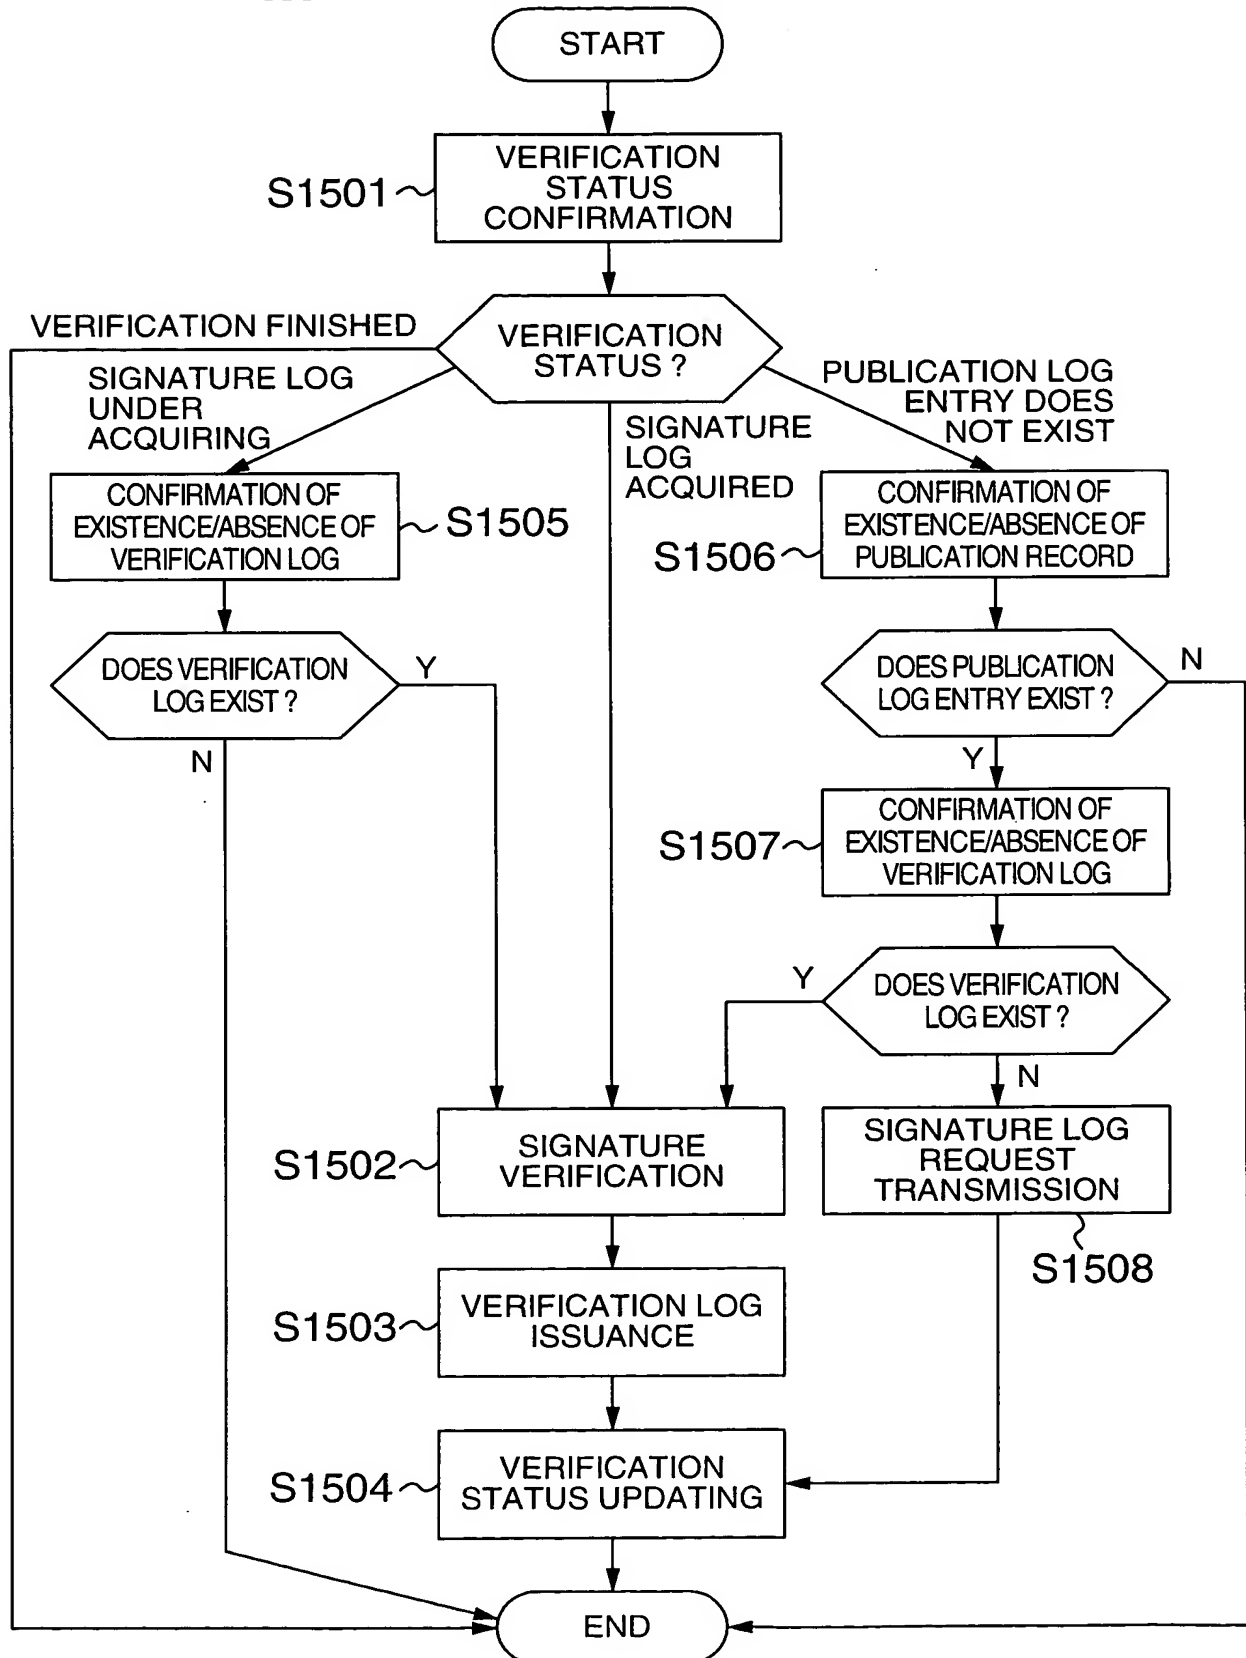 START
VERIFICATION
STATUS
CONFIRMATION
S1501
VERIFICATION FINISHED
VERIFICATION
STATUS ?
SIGNATURE LOG
UNDER
ACQUIRING
SIGNATURE
LOG
ACQUIRED
PUBLICATION LOG
ENTRY DOES
NOT EXIST
CONFIRMATION OF
EXISTENCE/ABSENCE OF
VERIFICATION LOG
S1505
CONFIRMATION OF
EXISTENCE/ABSENCE OF
PUBLICATION RECORD
S1506
DOES VERIFICATION
LOG EXIST ?
Y
N
DOES PUBLICATION
LOG ENTRY EXIST ?
N
Y
CONFIRMATION OF
EXISTENCE/ABSENCE OF
VERIFICATION LOG
S1507
DOES VERIFICATION
LOG EXIST ?
Y
N
S1502
SIGNATURE
VERIFICATION
SIGNATURE LOG
REQUEST
TRANSMISSION
S1508
S1503
VERIFICATION LOG
ISSUANCE
S1504
VERIFICATION
STATUS UPDATING
END